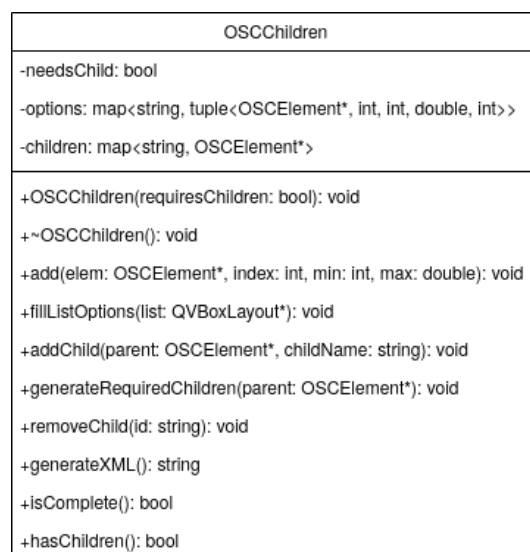 OSCChildren
-needsChild: bool
-options: map<string, tuple<OSCElement*, int, int, double, int>>
-children: map<string, OSCElement*>
+OSCChildren(requiresChildren: bool): void
+~OSCChildren(): void
+add(elem: OSCElement*, index: int, min: int, max: double): void
+fillListOptions(list: QVBoxLayout*): void
+addChild(parent: OSCElement*, childName: string): void
+generateRequiredChildren(parent: OSCElement*): void
+removeChild(id: string): void
+generateXML(): string
+isComplete(): bool
+hasChildren(): bool